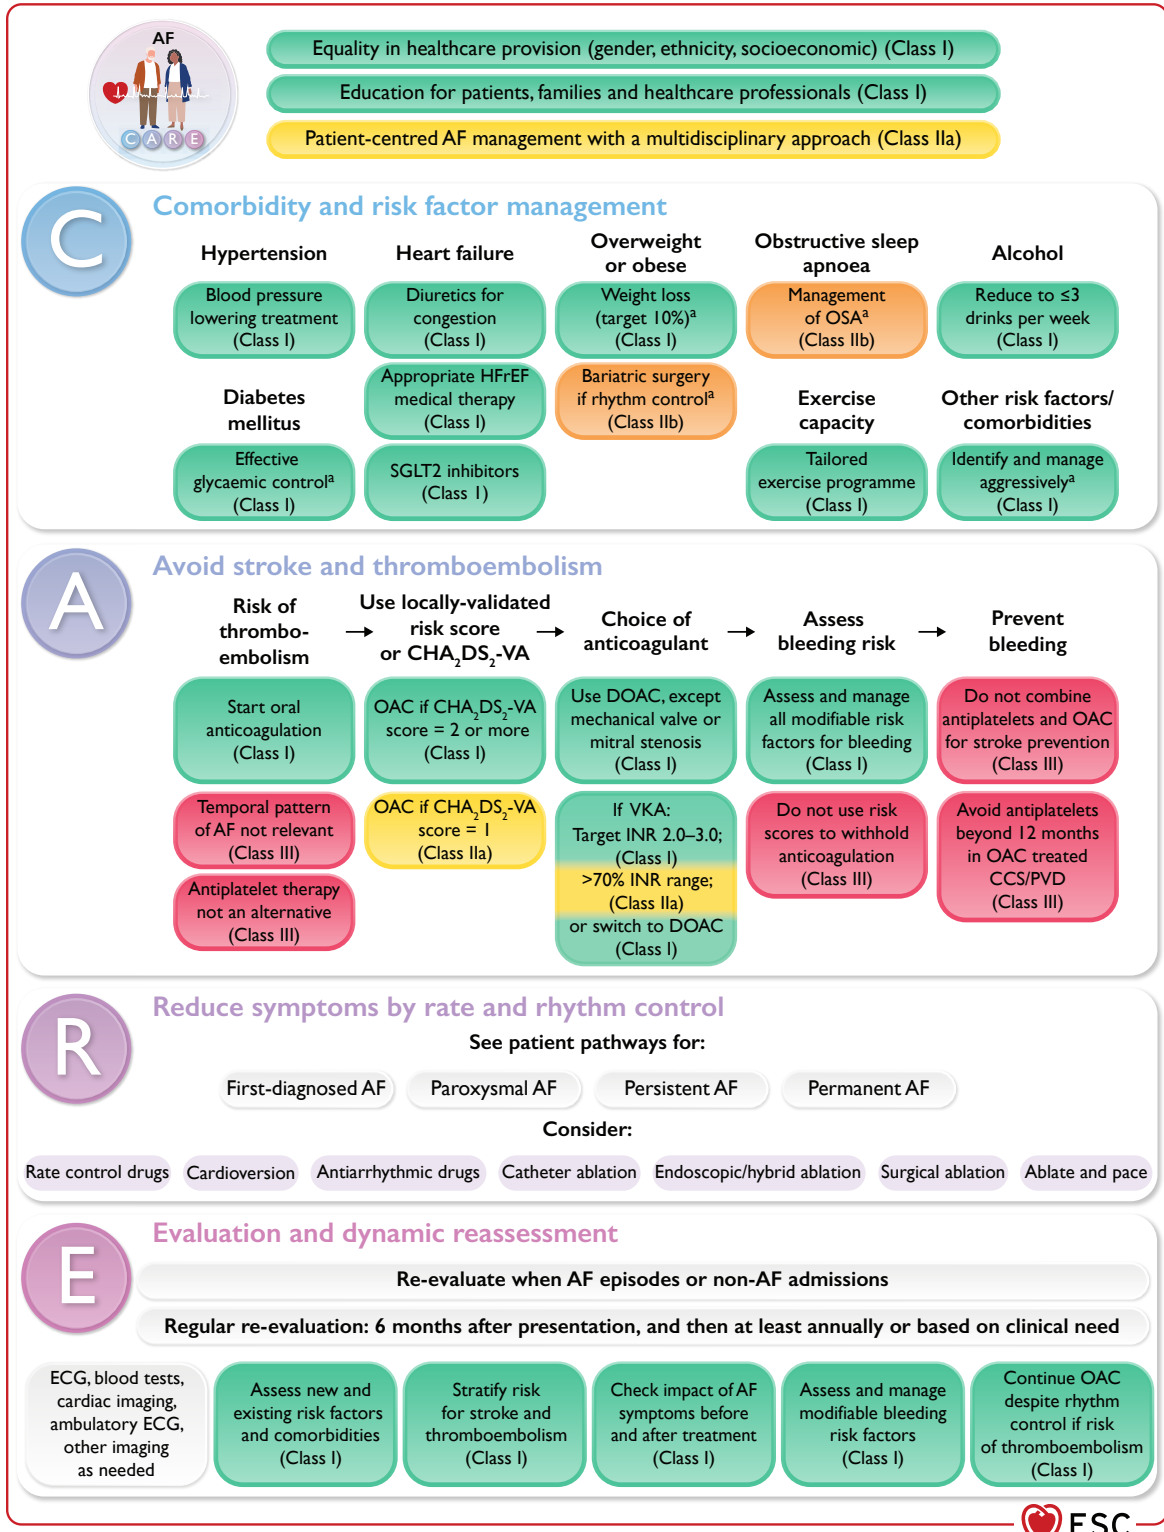 AF
C A R E
Equality in healthcare provision (gender, ethnicity, socioeconomic) (Class I)
Education for patients, families and healthcare professionals (Class I)
Patient-centred AF management with a multidisciplinary approach (Class IIa)
C
Comorbidity and risk factor management
Hypertension
Blood pressure
lowering treatment
(Class I)
Diabetes
mellitus
Effective
glycaemic controlᵃ
(Class I)
Heart failure
Diuretics for
congestion
(Class I)
Appropriate HFrEF
medical therapy
(Class I)
SGLT2 inhibitors
(Class 1)
Overweight
or obese
Weight loss
(target 10%)ᵃ
(Class I)
Bariatric surgery
if rhythm controlᵃ
(Class IIb)
Obstructive sleep
apnoea
Management
of OSAᵃ
(Class IIb)
Exercise
capacity
Tailored
exercise programme
(Class I)
Alcohol
Reduce to ≤3
drinks per week
(Class I)
Other risk factors/
comorbidities
Identify and manage
aggressivelyᵃ
(Class I)
A
Avoid stroke and thromboembolism
Risk of
thrombo-
embolism
Start oral
anticoagulation
(Class I)
Temporal pattern
of AF not relevant
(Class III)
Antiplatelet therapy
not an alternative
(Class III)
Use locally-validated
risk score
or CHA₂DS₂-VA
OAC if CHA₂DS₂-VA
score = 2 or more
(Class I)
OAC if CHA₂DS₂-VA
score = 1
(Class IIa)
Choice of
anticoagulant
Use DOAC, except
mechanical valve or
mitral stenosis
(Class I)
If VKA:
Target INR 2.0–3.0;
(Class I)
>70% INR range;
(Class IIa)
or switch to DOAC
(Class I)
Assess
bleeding risk
Assess and manage
all modifiable risk
factors for bleeding
(Class I)
Do not use risk
scores to withhold
anticoagulation
(Class III)
Prevent
bleeding
Do not combine
antiplatelets and OAC
for stroke prevention
(Class III)
Avoid antiplatelets
beyond 12 months
in OAC treated
CCS/PVD
(Class III)
R
Reduce symptoms by rate and rhythm control
See patient pathways for:
First-diagnosed AF
Paroxysmal AF
Persistent AF
Permanent AF
Consider:
Rate control drugs
Cardioversion
Antiarrhythmic drugs
Catheter ablation
Endoscopic/hybrid ablation
Surgical ablation
Ablate and pace
E
Evaluation and dynamic reassessment
Re-evaluate when AF episodes or non-AF admissions
Regular re-evaluation: 6 months after presentation, and then at least annually or based on clinical need
ECG, blood tests,
cardiac imaging,
ambulatory ECG,
other imaging
as needed
Assess new and
existing risk factors
and comorbidities
(Class I)
Stratify risk
for stroke and
thromboembolism
(Class I)
Check impact of AF
symptoms before
and after treatment
(Class I)
Assess and manage
modifiable bleeding
risk factors
(Class I)
Continue OAC
despite rhythm
control if risk
of thromboembolism
(Class I)
ESC